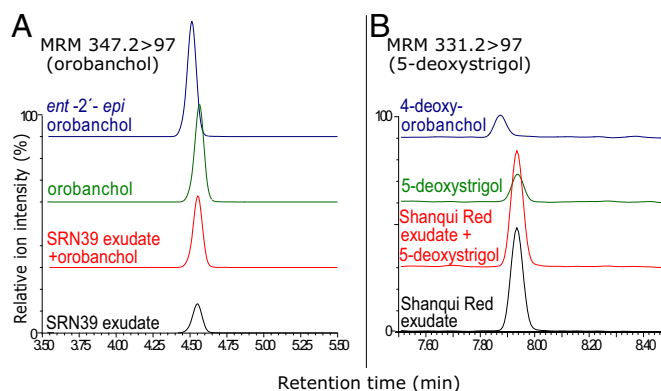 A
MRM 347.2>97
(orobanchol)
ent -2´- epi
orobanchol
orobanchol
SRN39 exudate
+orobanchol
SRN39 exudate
Relative ion intensity (%)
100
0
3.50 3.75 4.00 4.25 4.50 4.75 5.00 5.25 5.50
B
MRM 331.2>97
(5-deoxystrigol)
4-deoxy-
orobanchol
5-deoxystrigol
Shanqui Red
exudate +
5-deoxystrigol
Shanqui Red
exudate
100
0
7.60 7.80 8.00 8.20 8.40
Retention time (min)